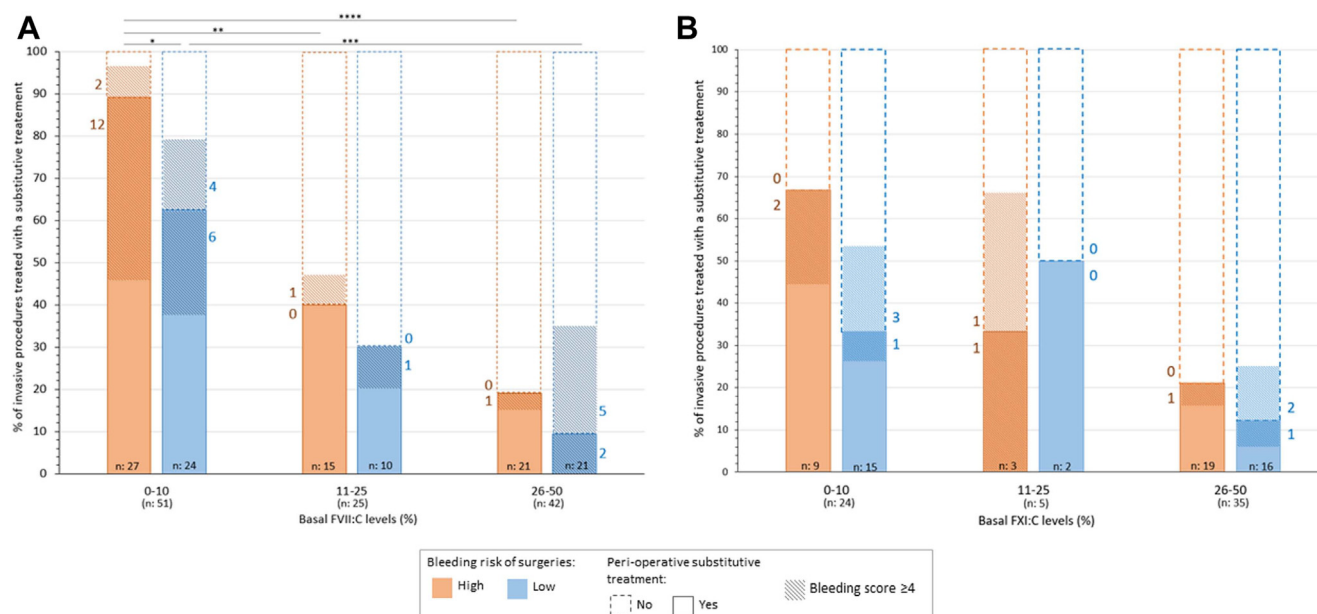 A
****
**
*
***
% of invasive procedures treated with a substitutive treatement
100
90
80
70
60
50
40
30
20
10
0
2
12
4
6
1
0
0
1
0
1
5
2
n: 27
n: 24
n: 15
n: 10
n: 21
n: 21
0-10
11-25
26-50
(n: 51)
(n: 25)
(n: 42)
Basal FVII:C levels (%)
B
% of invasive procedures treated with a substitutive treatement
100
90
80
70
60
50
40
30
20
10
0
0
2
3
1
1
1
0
0
0
1
2
1
n: 9
n: 15
n: 3
n: 2
n: 19
n: 16
0-10
11-25
26-50
(n: 24)
(n: 5)
(n: 35)
Basal FXI:C levels (%)
Bleeding risk of surgeries:
High
Low
Peri-operative substitutive
treatment:
No
Yes
Bleeding score ≥4